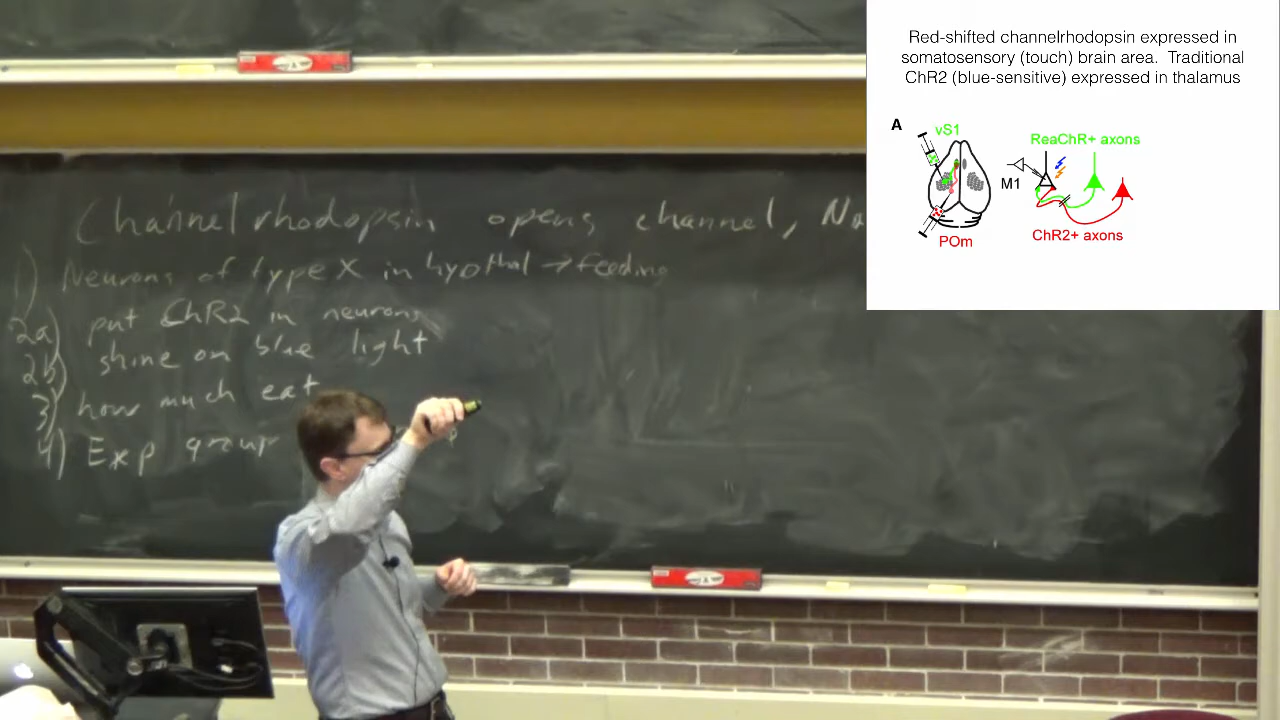 Red-shifted channelrhodopsin expressed in
somatosensory (touch) brain area. Traditional
ChR2 (blue-sensitive) expressed in thalamus
A
vS1
POm
ReaChR+ axons
M1
ChR2+ axons
Channelrhodopsin opens channel, Na
1) Neurons of type X in hypothal → feeding
2a) put ChR2 in neurons
2b) shine on blue light
3) how much eat
4) Exp group